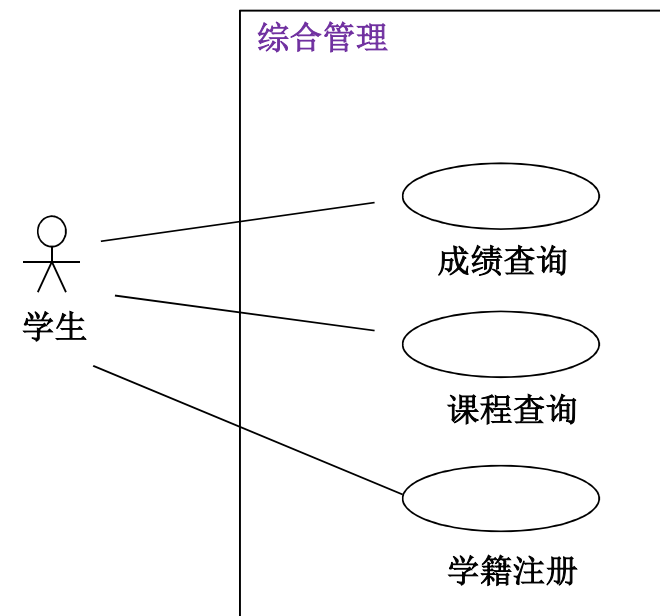 综合管理
成绩查询
学生
课程查询
学籍注册